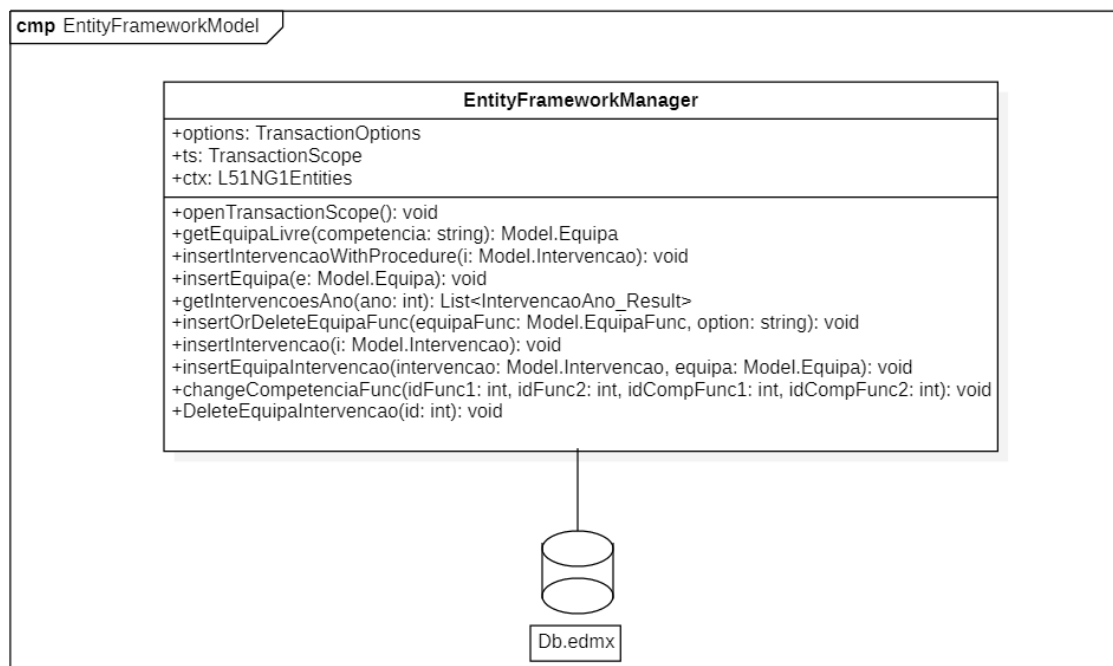 cmp EntityFrameworkModel
EntityFrameworkManager
+options: TransactionOptions
+ts: TransactionScope
+ctx: L51NG1Entities
+openTransactionScope(): void
+getEquipaLivre(competencia: string): Model.Equipa
+insertIntervencaoWithProcedure(i: Model.Intervencao): void
+insertEquipa(e: Model.Equipa): void
+getIntervencoesAno(ano: int): List<IntervencaoAno_Result>
+insertOrDeleteEquipaFunc(equipaFunc: Model.EquipaFunc, option: string): void
+insertIntervencao(i: Model.Intervencao): void
+insertEquipaIntervencao(intervencao: Model.Intervencao, equipa: Model.Equipa): void
+changeCompetenciaFunc(idFunc1: int, idFunc2: int, idCompFunc1: int, idCompFunc2: int): void
+DeleteEquipaIntervencao(id: int): void
Db.edmx